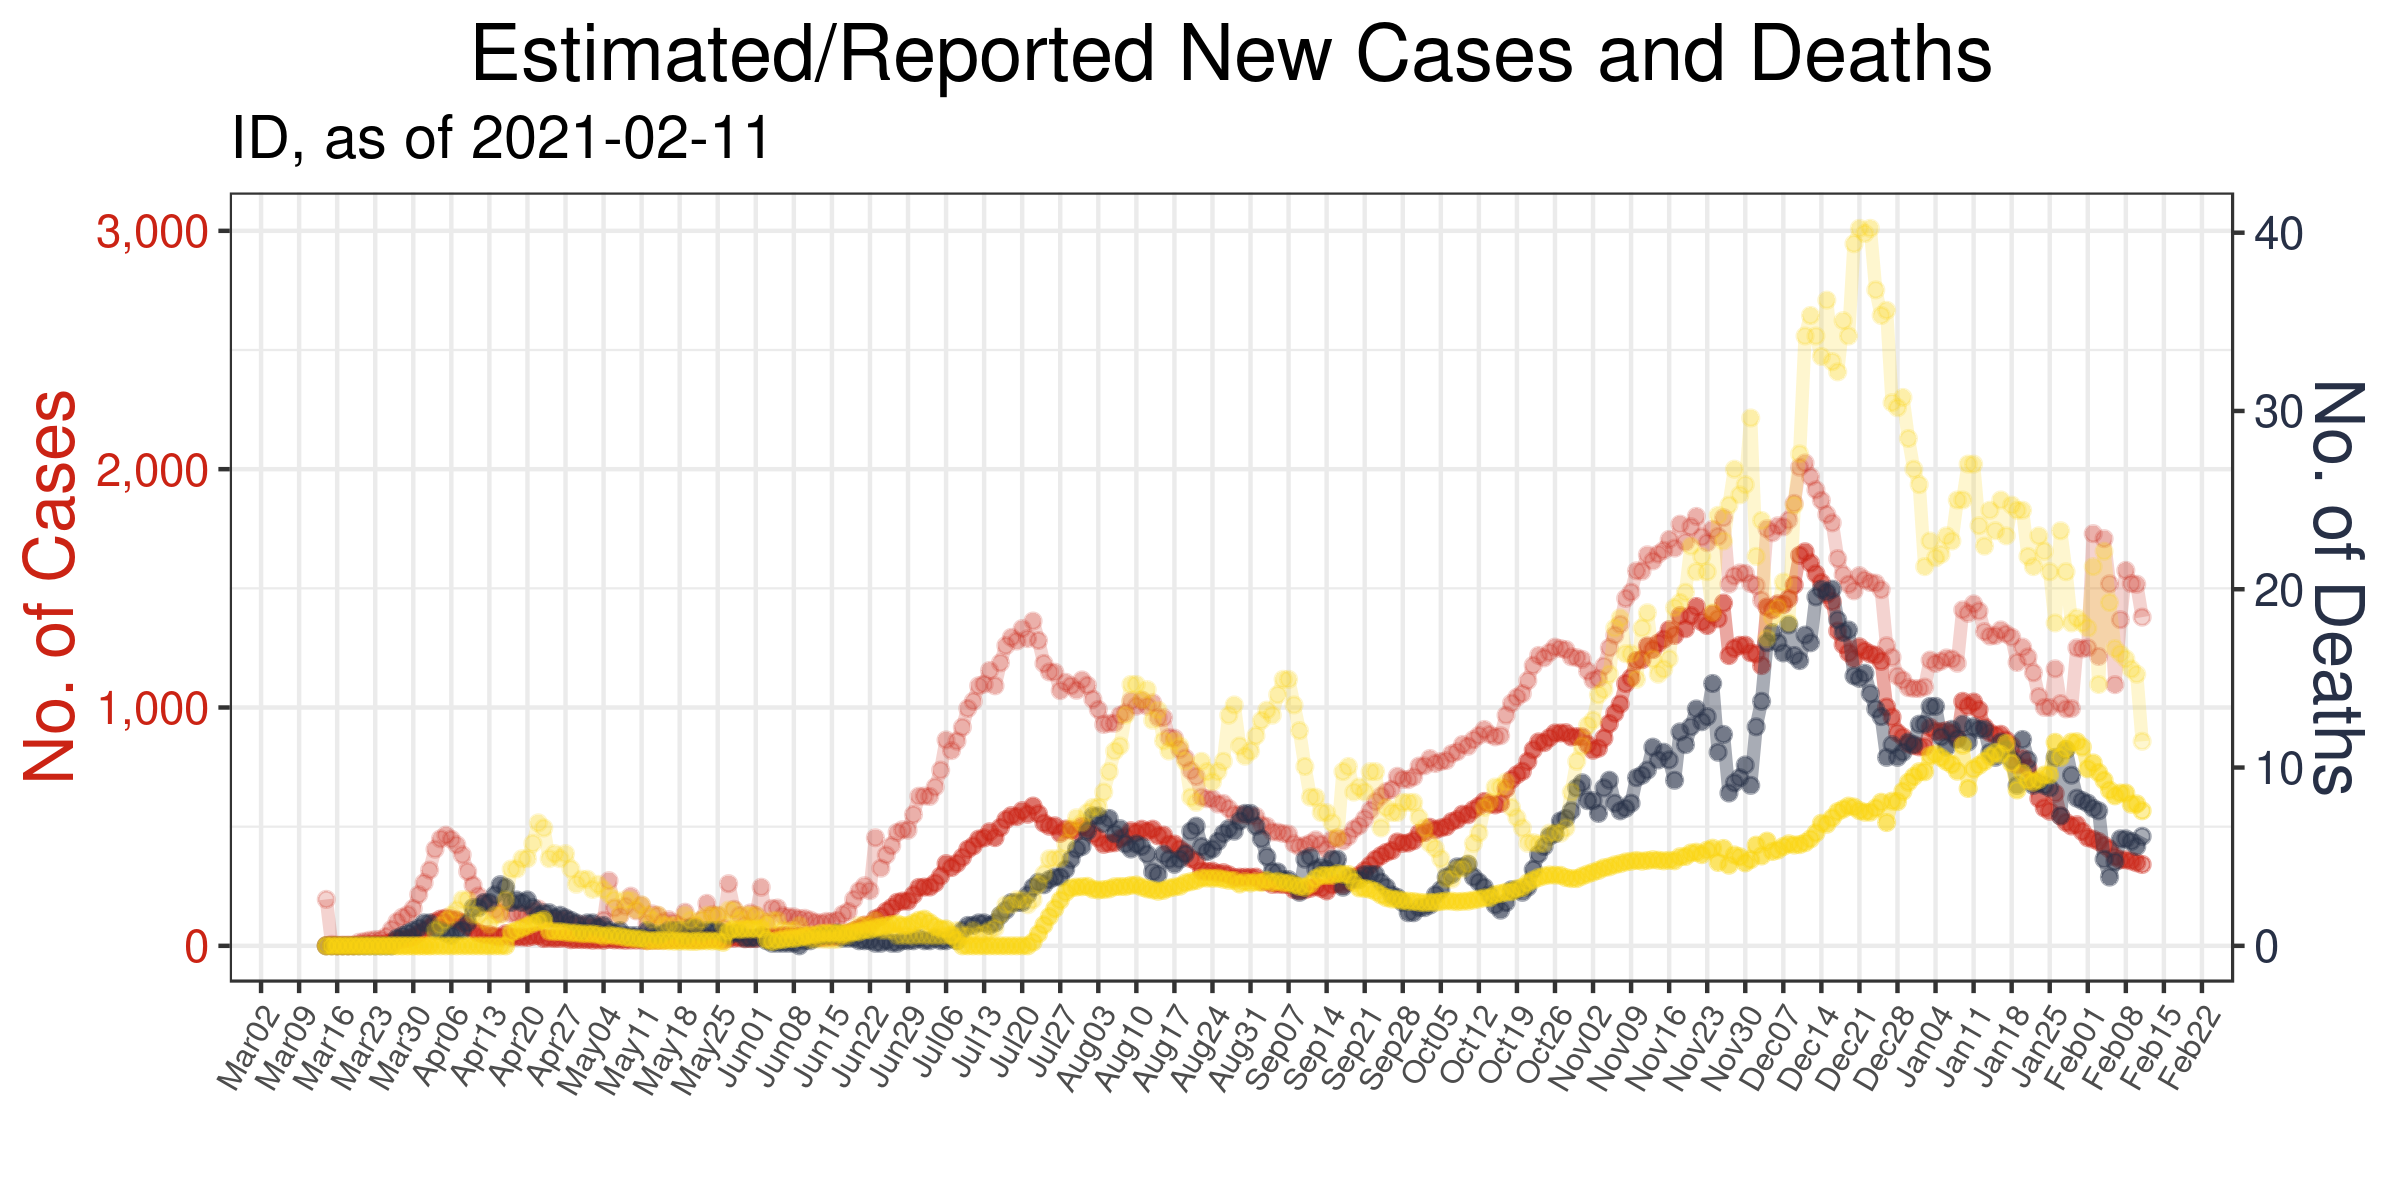 Estimated/Reported New Cases and Deaths
ID, as of 2021-02-11
No. of Cases
3,000
2,000
1,000
0
40
30
20
10
0
No. of Deaths
Mar02
Mar09
Mar16
Mar23
Mar30
Apr06
Apr13
Apr20
Apr27
May04
May11
May18
May25
Jun01
Jun08
Jun15
Jun22
Jun29
Jul06
Jul13
Jul20
Jul27
Aug03
Aug10
Aug17
Aug24
Aug31
Sep07
Sep14
Sep21
Sep28
Oct05
Oct12
Oct19
Oct26
Nov02
Nov09
Nov16
Nov23
Nov30
Dec07
Dec14
Dec21
Dec28
Jan04
Jan11
Jan18
Jan25
Feb01
Feb08
Feb15
Feb22